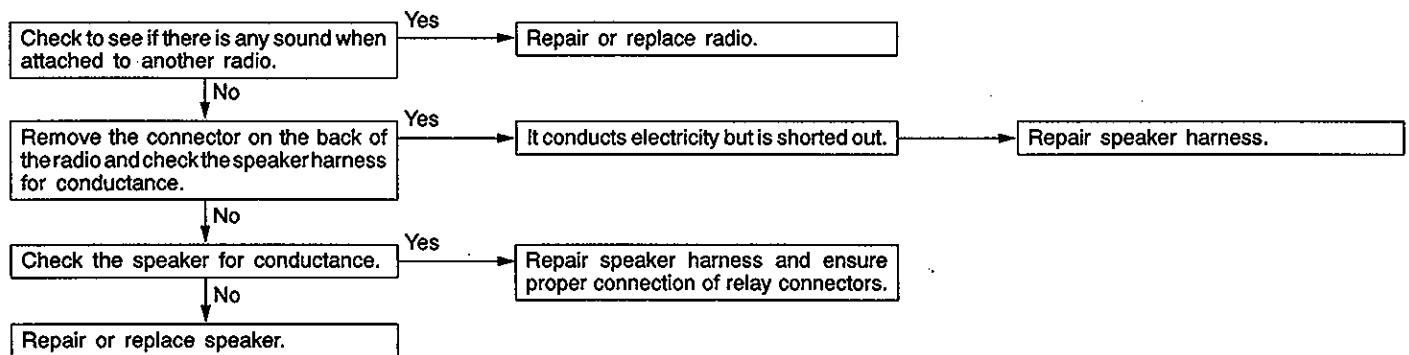 Check to see if there is any sound when
attached to another radio.
Yes
Repair or replace radio.
No
Remove the connector on the back of
the radio and check the speaker harness
for conductance.
Yes
It conducts electricity but is shorted out.
Repair speaker harness.
No
Check the speaker for conductance.
Yes
Repair speaker harness and ensure
proper connection of relay connectors.
No
Repair or replace speaker.